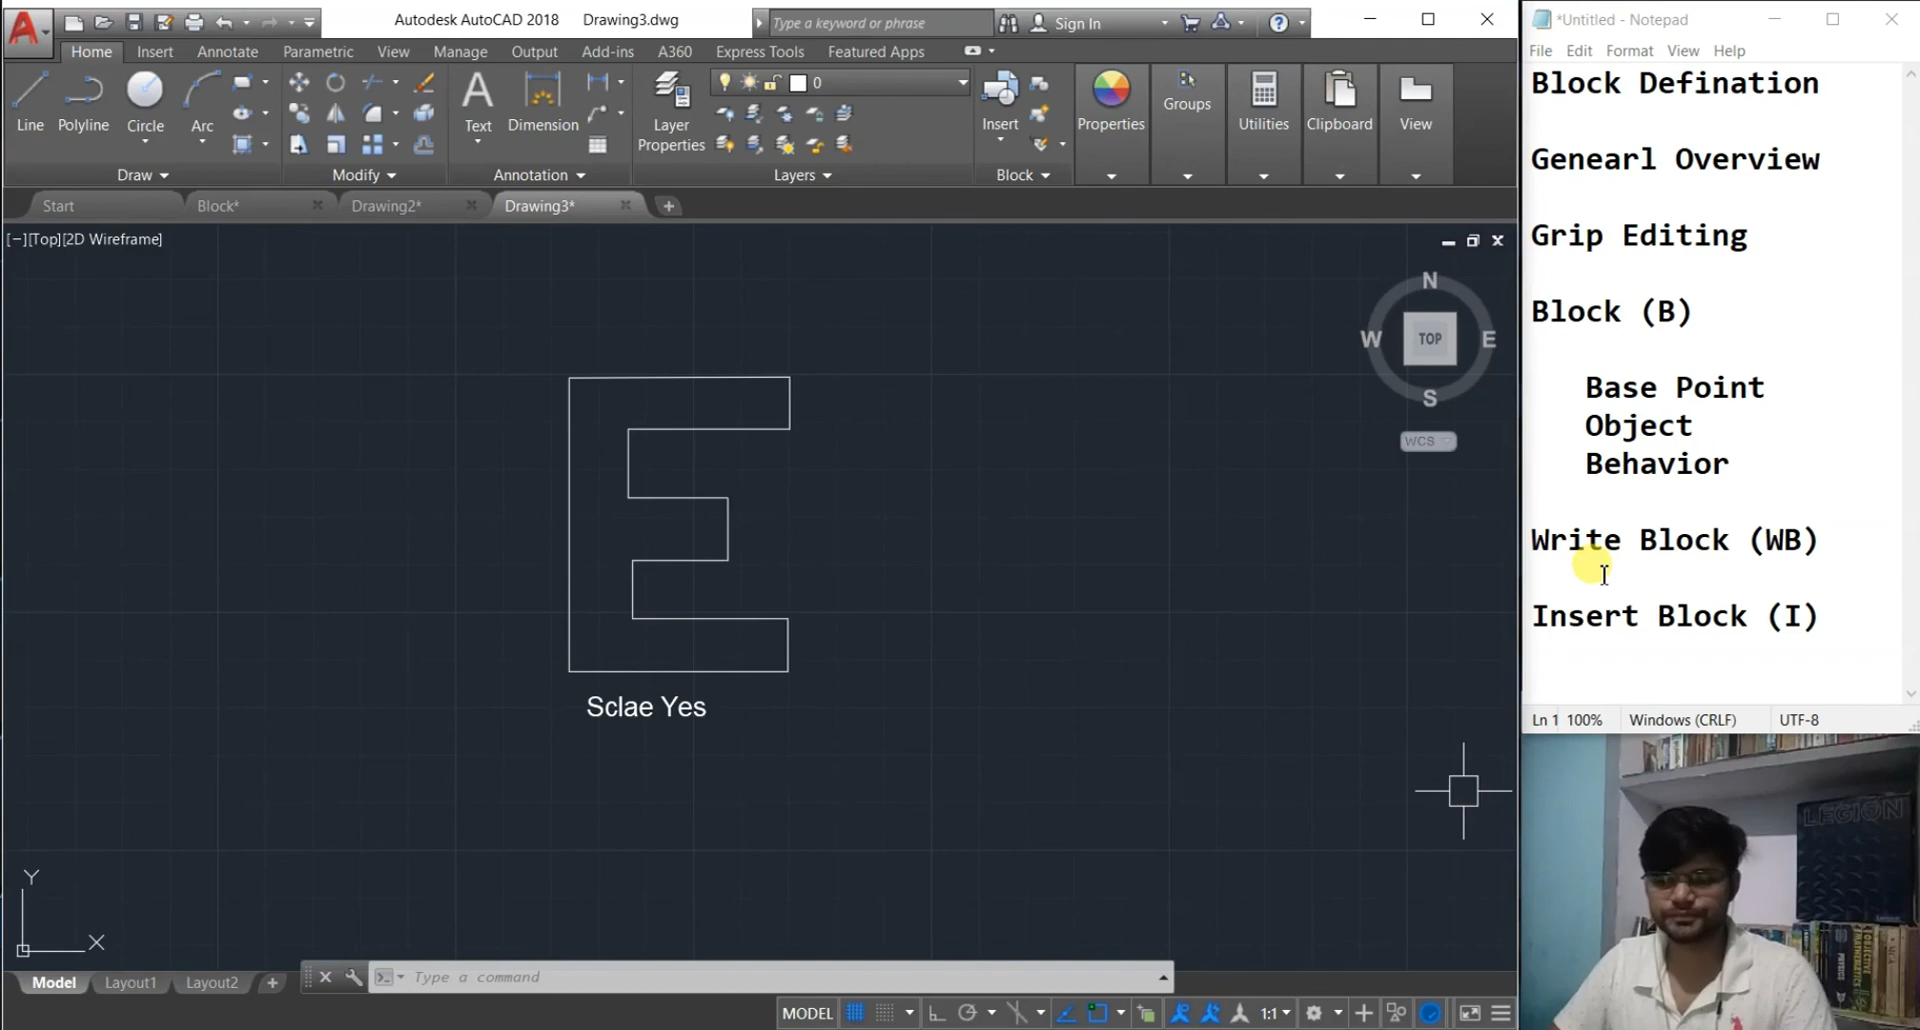 Autodesk AutoCAD 2018 Drawing3.dwg
Type a keyword or phrase
Sign In
Home Insert Annotate Parametric View Manage Output Add-ins A360 Express Tools Featured Apps
Line Polyline Circle Arc
Text Dimension
Layer Properties
0
Insert
Properties
Groups
Utilities
Clipboard
View
Draw
Modify
Annotation
Layers
Block
Start Block* Drawing2* Drawing3*
[−][Top][2D Wireframe]
N
W TOP E
S
WCS
Sclae Yes
Y
X
Model Layout1 Layout2
Type a command
MODEL 1:1
*Untitled - Notepad
File Edit Format View Help
Block Defination
Genearl Overview
Grip Editing
Block (B)
Base Point
Object
Behavior
Write Block (WB)
Insert Block (I)
Ln 1 100% Windows (CRLF) UTF-8
LEGION